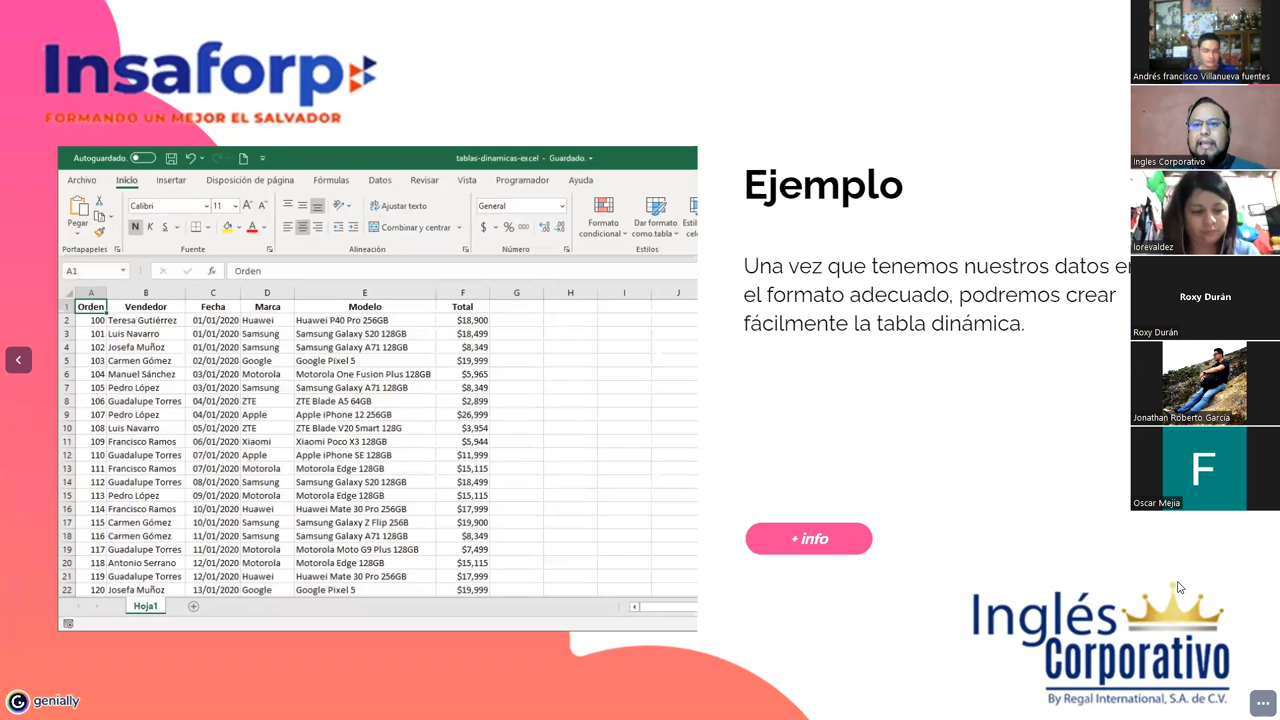 Insaforp
FORMANDO UN MEJOR EL SALVADOR
Autoguardado
tablas-dinamicas-excel - Guardado
Archivo Inicio Insertar Disposición de página Fórmulas Datos Revisar Vista Programador Ayuda
Pegar
Calibri 11
N K S
Ajustar texto
Combinar y centrar
General
$ % 000
Formato condicional
Dar formato como tabla
Portapapeles Fuente Alineación Número Estilos
A1 fx Orden
A B C D E F G H I J
1 Orden Vendedor Fecha Marca Modelo Total
2 100 Teresa Gutiérrez 01/01/2020 Huawei Huawei P40 Pro 256GB $18,900
3 101 Luis Navarro 01/01/2020 Samsung Samsung Galaxy S20 128GB $18,499
4 102 Josefa Muñoz 01/01/2020 Samsung Samsung Galaxy A71 128GB $8,349
5 103 Carmen Gómez 02/01/2020 Google Google Pixel 5 $19,999
6 104 Manuel Sánchez 03/01/2020 Motorola Motorola One Fusion Plus 128GB $5,965
7 105 Pedro López 03/01/2020 Samsung Samsung Galaxy A71 128GB $8,349
8 106 Guadalupe Torres 04/01/2020 ZTE ZTE Blade A5 64GB $2,899
9 107 Pedro López 04/01/2020 Apple Apple iPhone 12 256GB $26,999
10 108 Luis Navarro 05/01/2020 ZTE ZTE Blade V20 Smart 128G $3,954
11 109 Francisco Ramos 06/01/2020 Xiaomi Xiaomi Poco X3 128GB $5,944
12 110 Guadalupe Torres 07/01/2020 Apple Apple iPhone SE 128GB $11,999
13 111 Francisco Ramos 07/01/2020 Motorola Motorola Edge 128GB $15,115
14 112 Guadalupe Torres 08/01/2020 Samsung Samsung Galaxy S20 128GB $18,499
15 113 Pedro López 09/01/2020 Motorola Motorola Edge 128GB $15,115
16 114 Francisco Ramos 10/01/2020 Huawei Huawei Mate 30 Pro 256GB $17,999
17 115 Carmen Gómez 10/01/2020 Samsung Samsung Galaxy Z Flip 256B $19,900
18 116 Carmen Gómez 11/01/2020 Samsung Samsung Galaxy A71 128GB $8,349
19 117 Guadalupe Torres 11/01/2020 Motorola Motorola Moto G9 Plus 128GB $7,499
20 118 Antonio Serrano 12/01/2020 Motorola Motorola Edge 128GB $15,115
21 119 Guadalupe Torres 12/01/2020 Huawei Huawei Mate 30 Pro 256GB $17,999
22 120 Josefa Muñoz 13/01/2020 Google Google Pixel 5 $19,999
Hoja1
Ejemplo
Una vez que tenemos nuestros datos en
el formato adecuado, podremos crear
fácilmente la tabla dinámica.
+ info
Andrés francisco Villanueva fuentes
Ingles Corporativo
lorevaldez
Roxy Durán
Roxy Durán
Jonathan Roberto García
F
Oscar Mejia
Inglés
Corporativo
By Regal International, S.A. de C.V.
genially